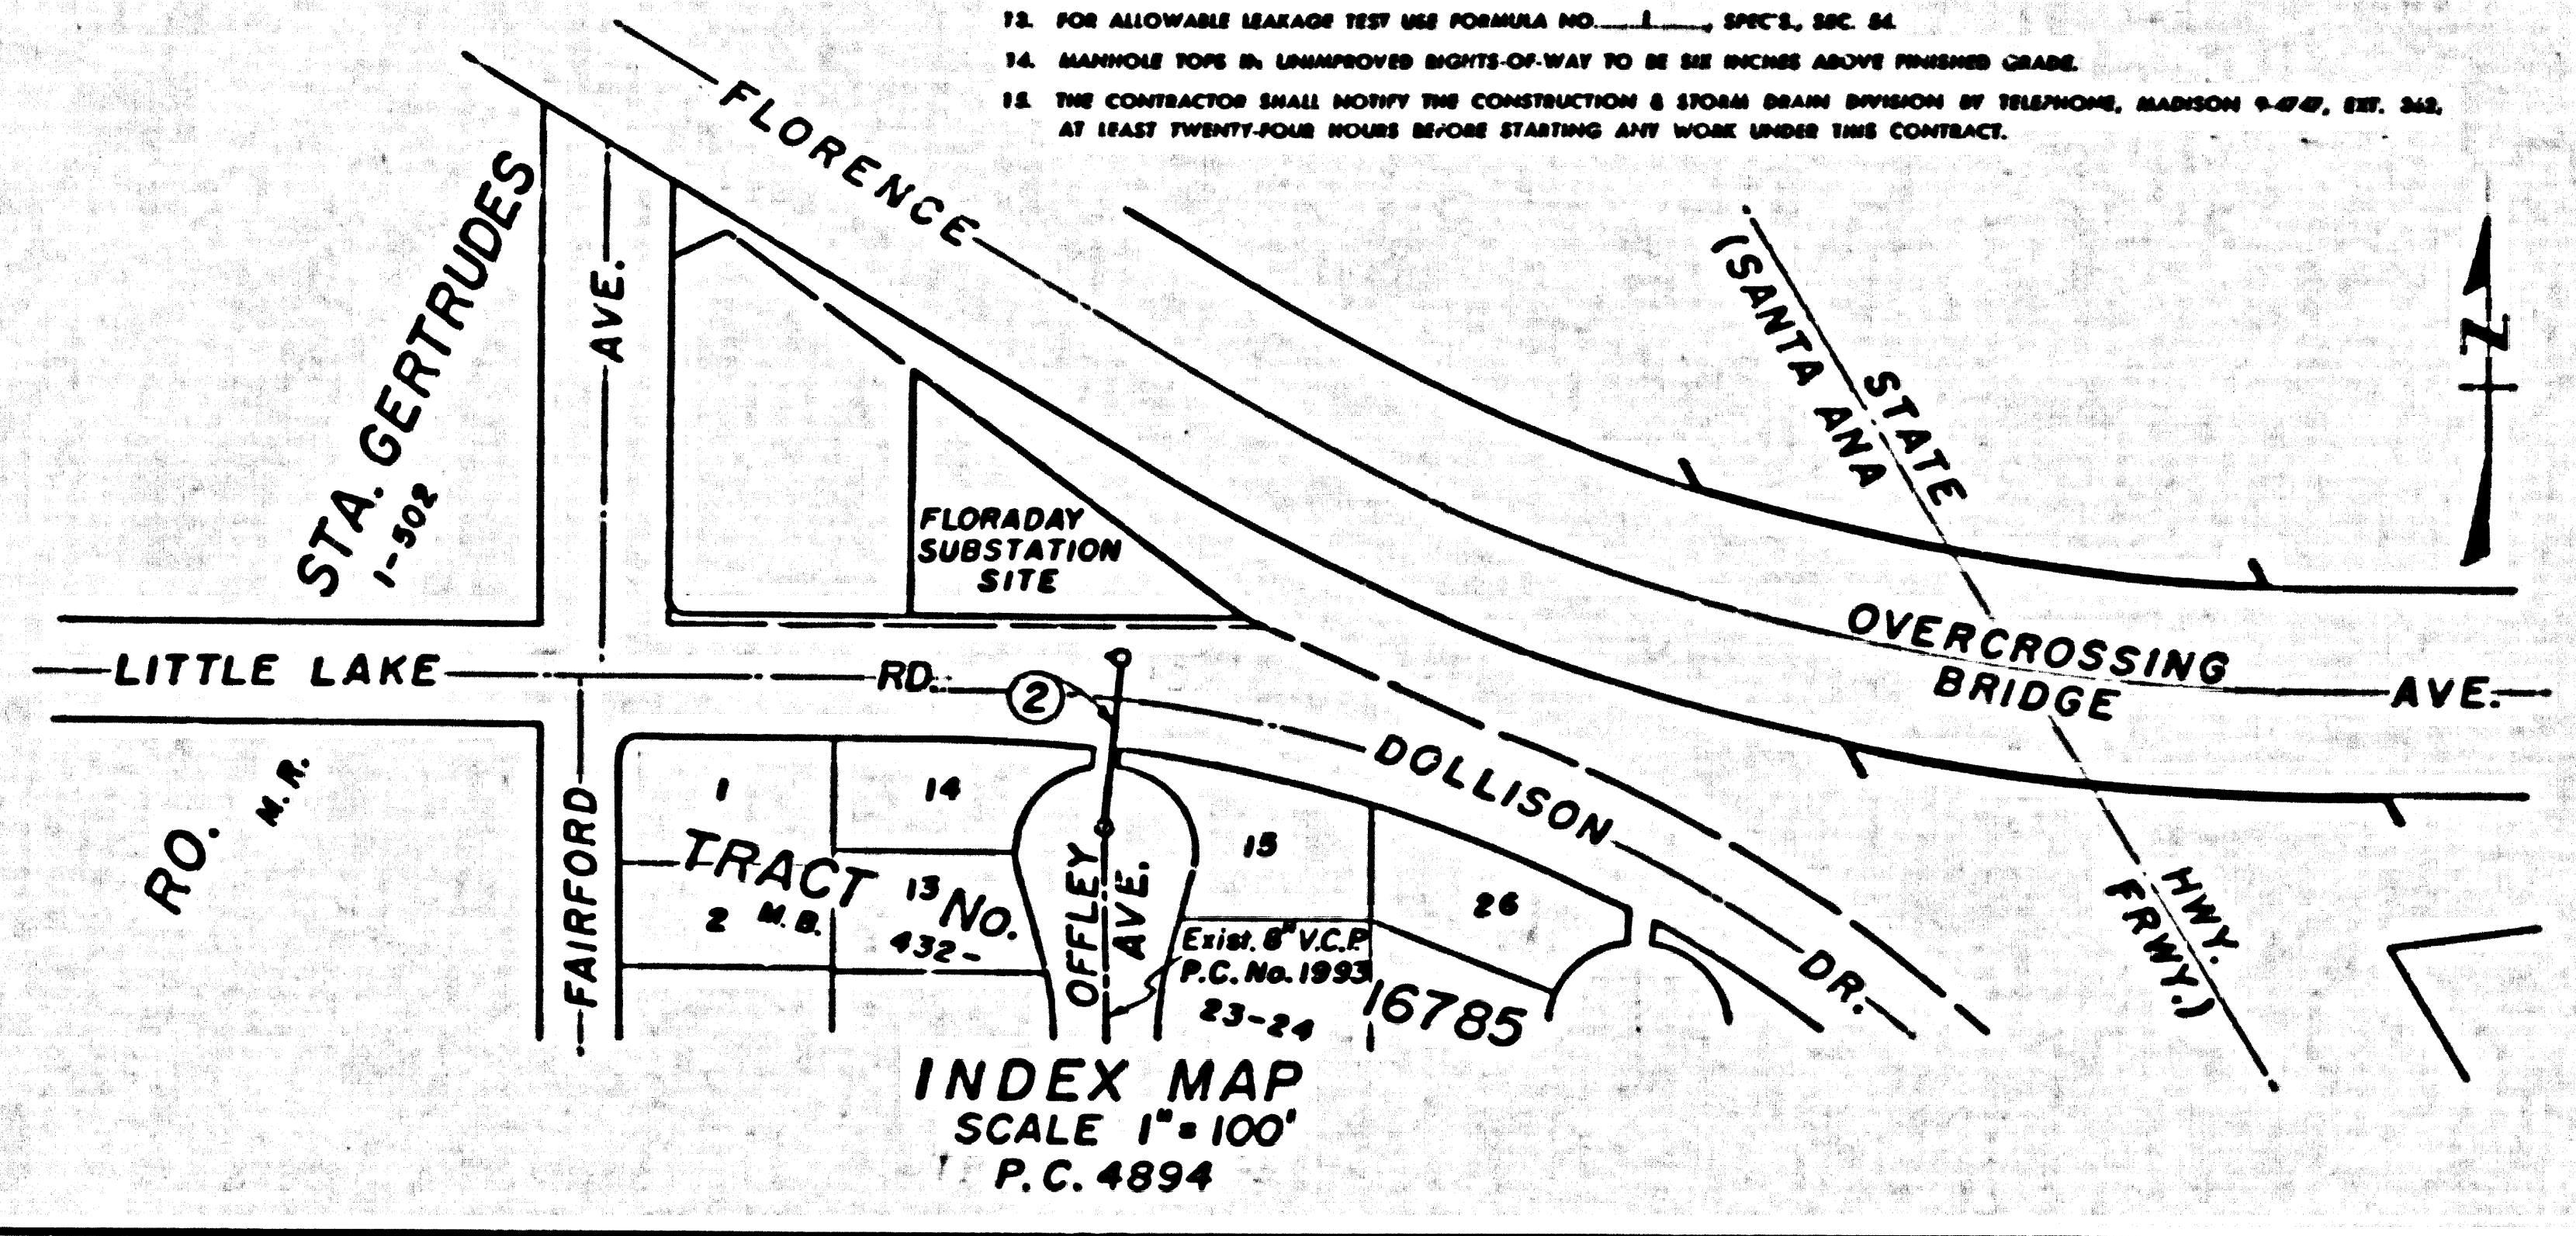 13. FOR ALLOWABLE LEAKAGE TEST USE FORMULA NO. 1, SPEC'S., SEC. 54.
14. MANHOLE TOPS IN UNIMPROVED RIGHTS-OF-WAY TO BE SIX INCHES ABOVE FINISHED GRADE.
15. THE CONTRACTOR SHALL NOTIFY THE CONSTRUCTION & STORM DRAIN DIVISION BY TELEPHONE, MADISON 9-4747, EXT. 362,
AT LEAST TWENTY-FOUR HOURS BEFORE STARTING ANY WORK UNDER THIS CONTRACT.
FLORENCE
AVE.
STA. GERTRUDES
1-502
(SANTA ANA
STATE
N
FLORADAY
SUBSTATION
SITE
OVERCROSSING
BRIDGE
AVE.
LITTLE LAKE
RD.
2
DOLLISON
DR.
RO.
M.R.
FAIRFORD
1
14
15
26
TRACT
13
No.
2
M.B.
432-
OFFLEY
AVE.
Exist. 8" V.C.P.
P.C. No. 1993
23-24
16785
HWY.
FRWY.)
INDEX MAP
SCALE 1" = 100'
P.C. 4894